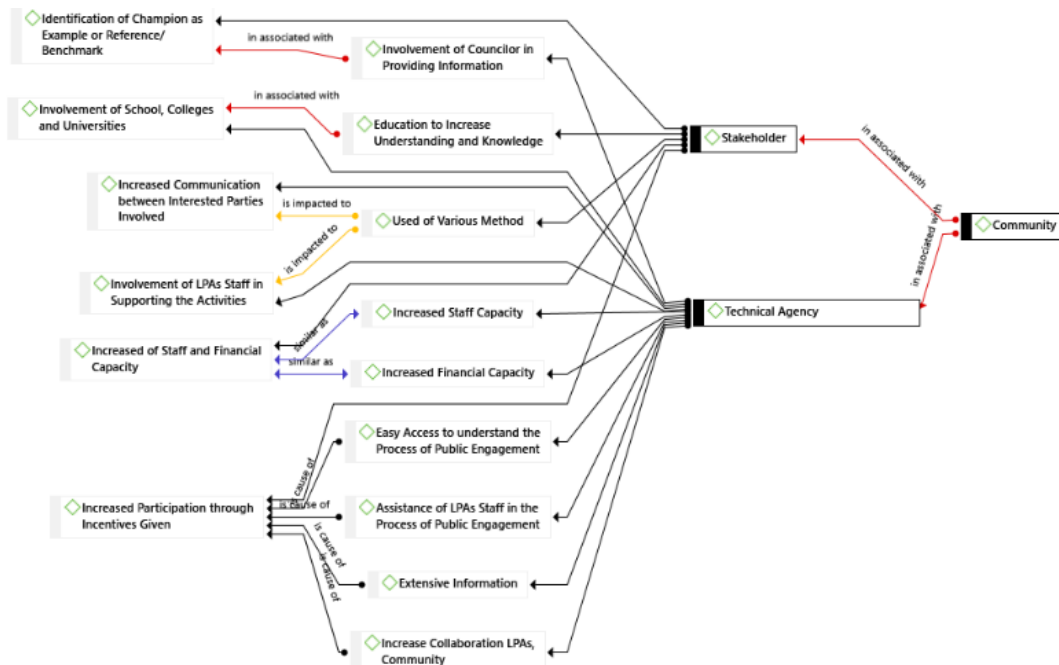 Identification of Champion as
Example or Reference/
Benchmark
in associated with
Involvement of Councilor in
Providing Information
Involvement of School, Colleges
and Universities
in associated with
Education to Increase
Understanding and Knowledge
Stakeholder
in associated with
Increased Communication
between Interested Parties
Involved
is impacted to
Used of Various Method
is impacted to
Community
in associated with
Involvement of LPAs Staff in
Supporting the Activities
Increased Staff Capacity
Technical Agency
Increased of Staff and Financial
Capacity
similar as
similar as
Increased Financial Capacity
Easy Access to understand the
Process of Public Engagement
is cause of
Increased Participation through
Incentives Given
is cause of
Assistance of LPAs Staff in the
Process of Public Engagement
is cause of
is cause of
Extensive Information
Increase Collaboration LPAs,
Community